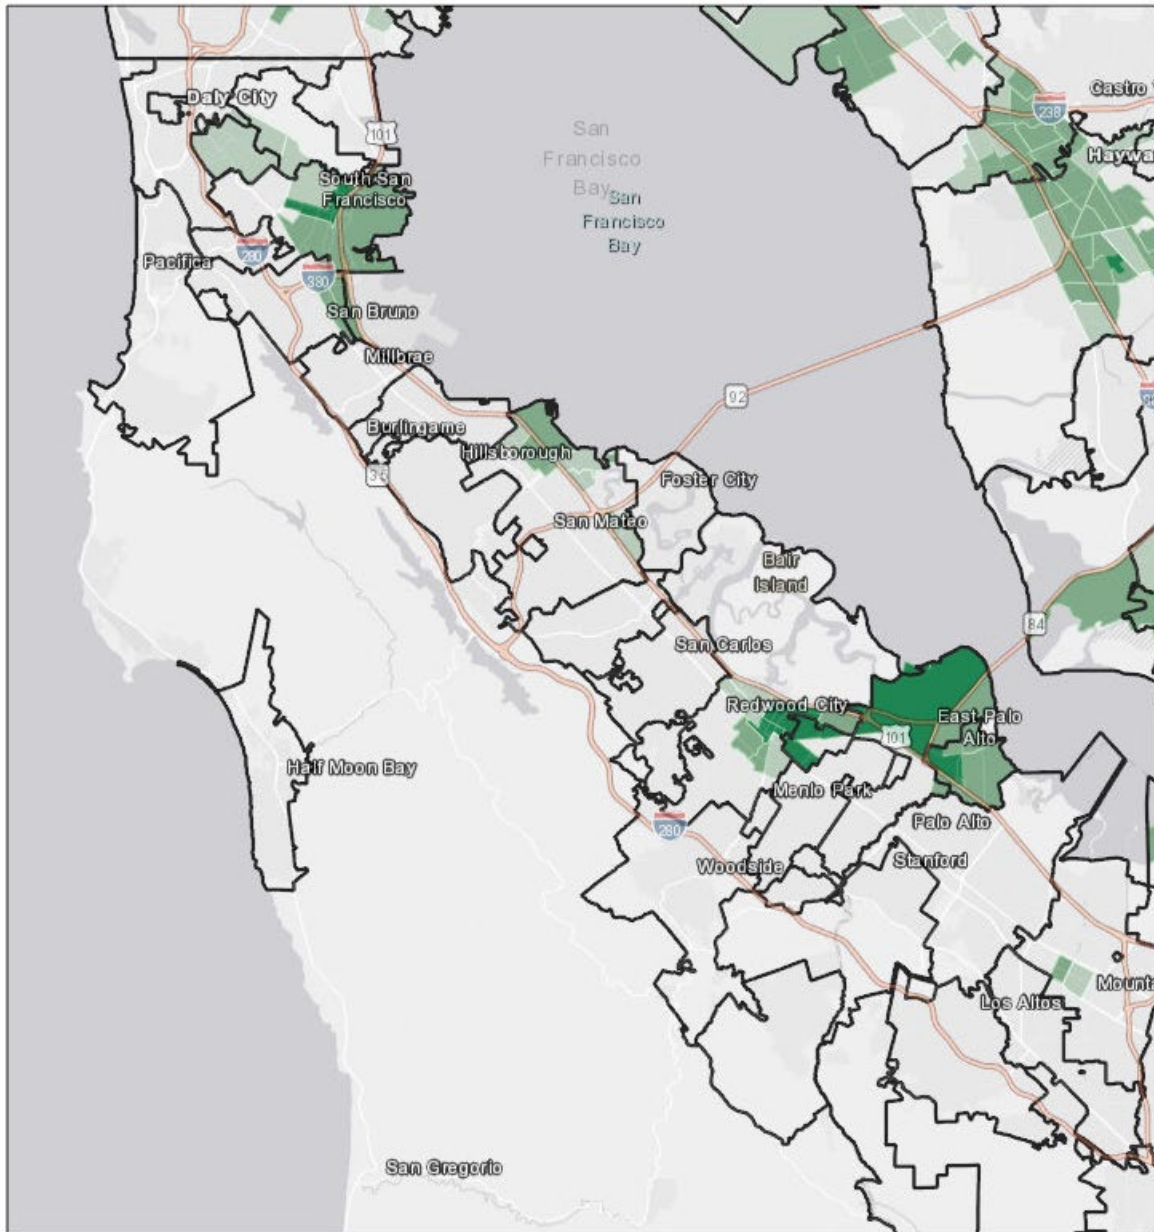 Castro
Daly City
238
101
San
Francisco
Bay
Haywa
South San
Francisco
San
Francisco
Bay
280
Pacifica
380
San Bruno
Millbrae
92
Burlingame
Hillsborough
35
Foster City
San Mateo
Bair
Island
84
San Carlos
Redwood City
East Palo
Alto
101
Half Moon Bay
Menlo Park
280
Palo Alto
Woodside
Stanford
Mounta
Los Altos
San Gregorio